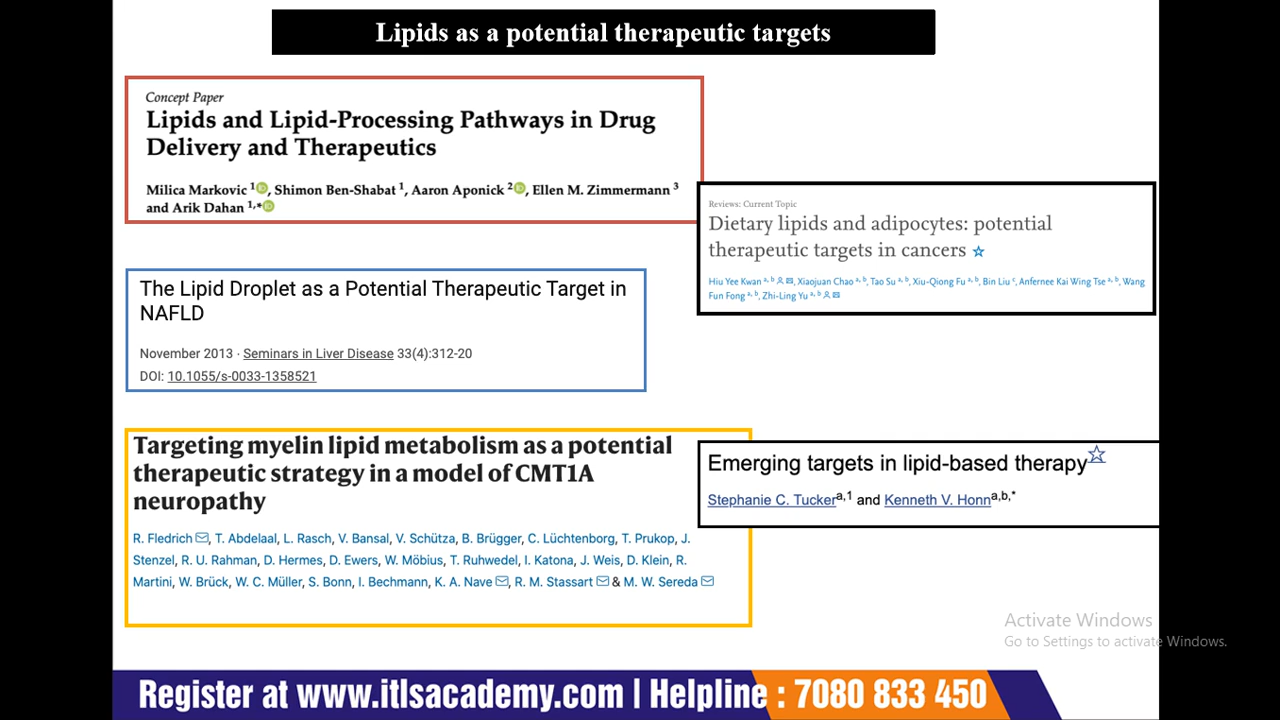 Lipids as a potential therapeutic targets
Concept Paper
Lipids and Lipid-Processing Pathways in Drug
Delivery and Therapeutics
Milica Markovic 1, Shimon Ben-Shabat 1, Aaron Aponick 2, Ellen M. Zimmermann 3
and Arik Dahan 1,*
Reviews: Current Topic
Dietary lipids and adipocytes: potential
therapeutic targets in cancers ☆
Hiu Yee Kwan a, b, Xiaojuan Chao a, b, Tao Su a, b, Xiu-Qiong Fu a, b, Bin Liu c, Anfernee Kai Wing Tse a, b, Wang
Fun Fong a, b, Zhi-Ling Yu a, b
The Lipid Droplet as a Potential Therapeutic Target in
NAFLD
November 2013 · Seminars in Liver Disease 33(4):312-20
DOI: 10.1055/s-0033-1358521
Targeting myelin lipid metabolism as a potential
therapeutic strategy in a model of CMT1A
neuropathy
R. Fledrich, T. Abdelaal, L. Rasch, V. Bansal, V. Schütza, B. Brügger, C. Lüchtenborg, T. Prukop, J.
Stenzel, R. U. Rahman, D. Hermes, D. Ewers, W. Möbius, T. Ruhwedel, I. Katona, J. Weis, D. Klein, R.
Martini, W. Brück, W. C. Müller, S. Bonn, I. Bechmann, K. A. Nave, R. M. Stassart & M. W. Sereda
Emerging targets in lipid-based therapy☆
Stephanie C. Tucker a,1 and Kenneth V. Honn a,b,*
Activate Windows
Go to Settings to activate Windows.
Register at www.itlsacademy.com | Helpline : 7080 833 450